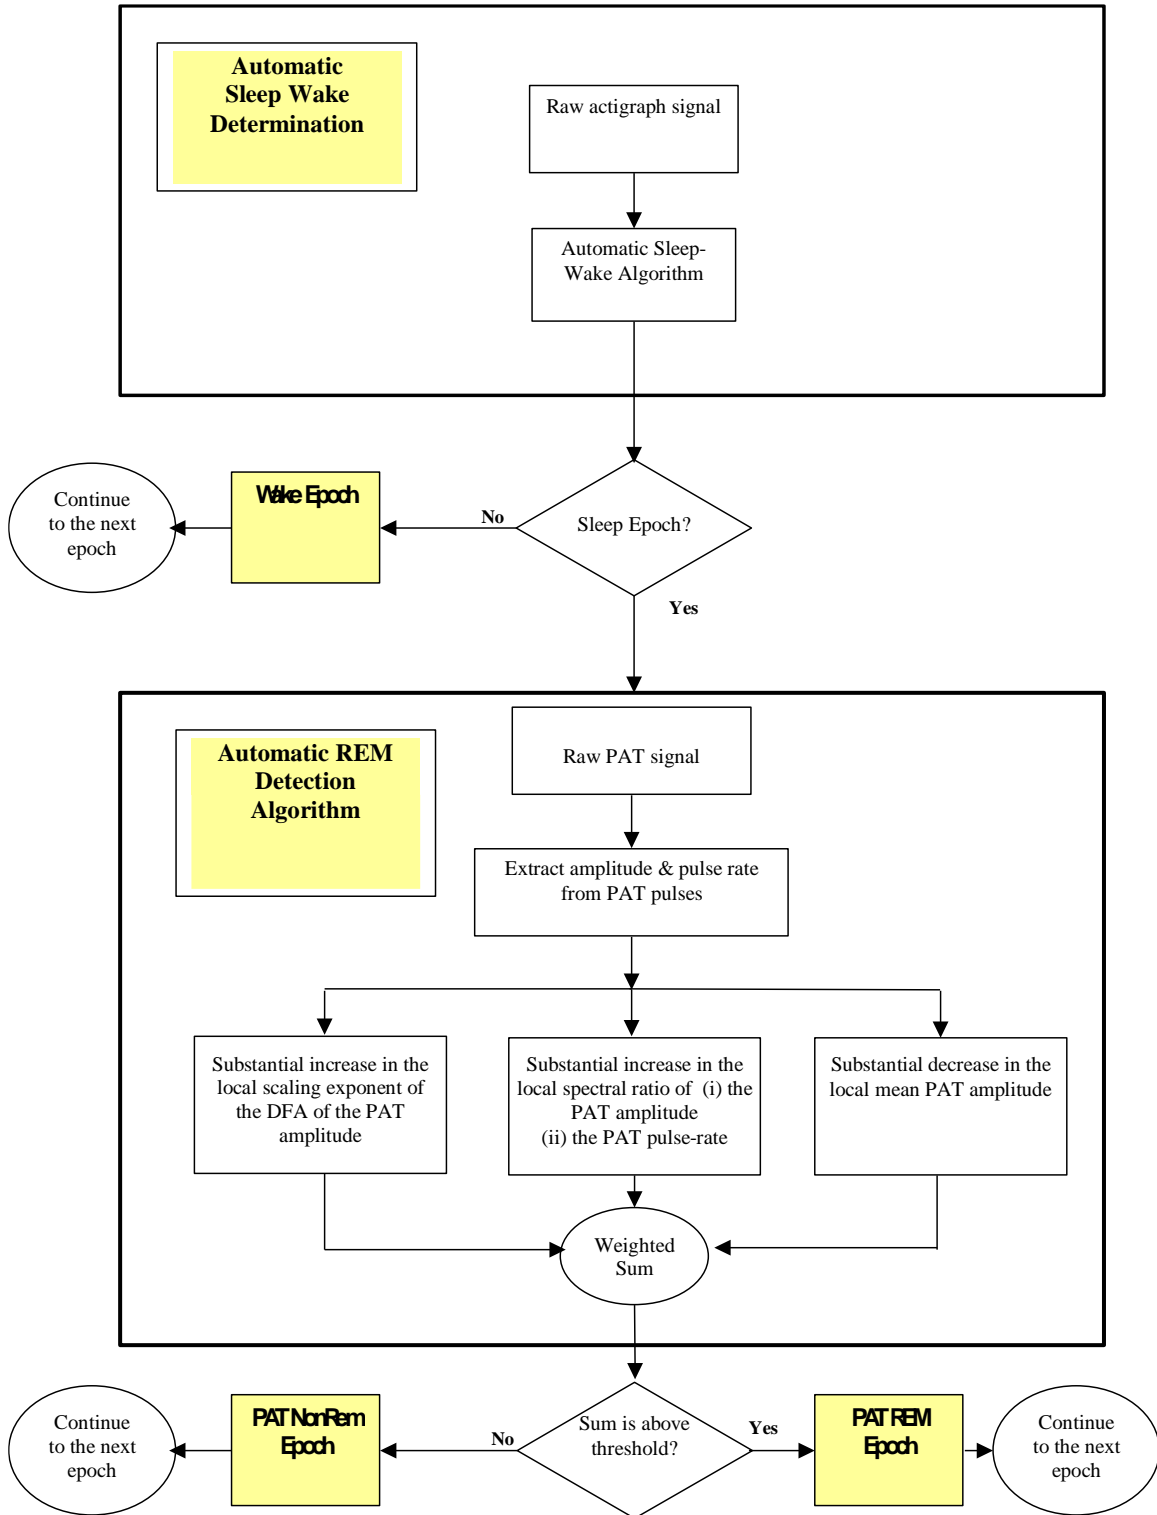 Automatic
Sleep Wake
Determination
Raw actigraph signal
Automatic Sleep-
Wake Algorithm
Continue
to the next
epoch
Wake Epoch
No
Sleep Epoch?
Yes
Automatic REM
Detection
Algorithm
Raw PAT signal
Extract amplitude & pulse rate
from PAT pulses
Substantial increase in the
local scaling exponent of
the DFA of the PAT
amplitude
Substantial increase in the
local spectral ratio of (i) the
PAT amplitude
(ii) the PAT pulse-rate
Substantial decrease in the
local mean PAT amplitude
Weighted
Sum
Continue
to the next
epoch
PAT NonRem
Epoch
No
Sum is above
threshold?
Yes
PAT REM
Epoch
Continue
to the next
epoch